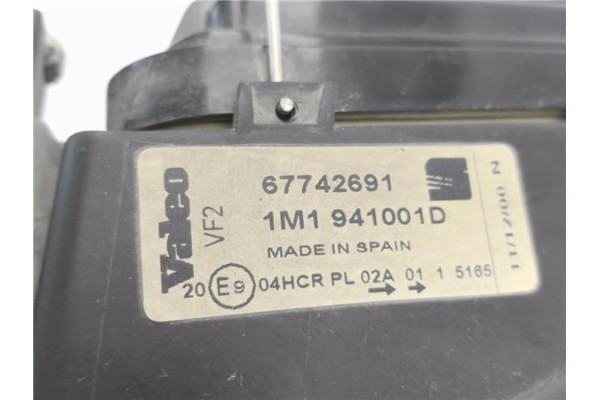 Valeo
VF2
67742691
1M1 941001D
MADE IN SPAIN
20 E9 04HCR PL 02A 01 1 5165
11/12/00 N